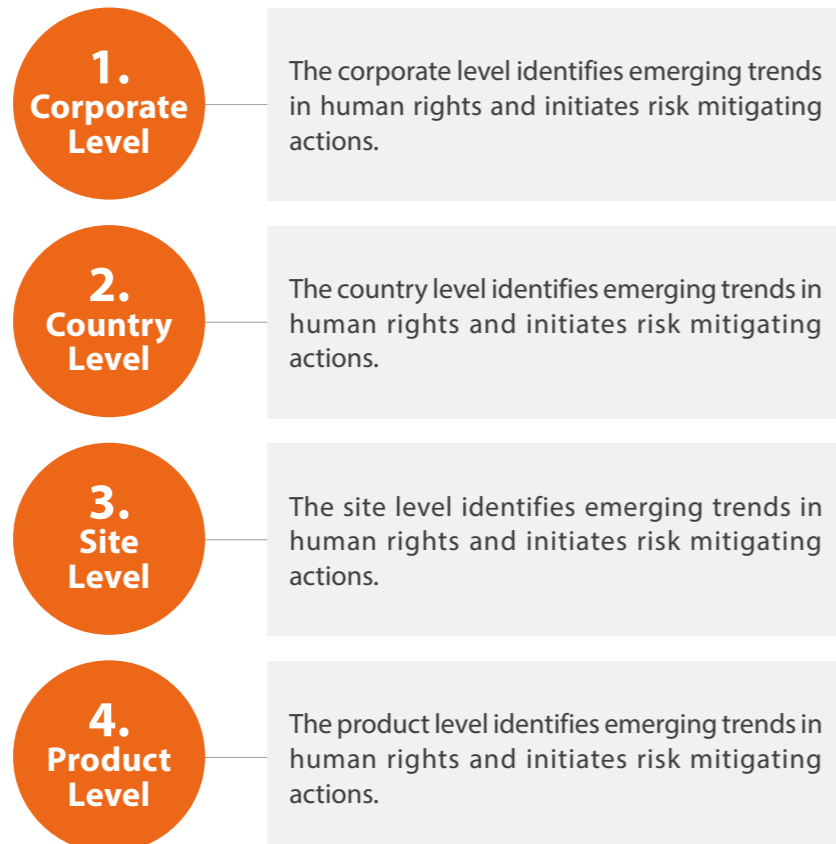 1.
Corporate
Level
The corporate level identifies emerging trends
in human rights and initiates risk mitigating
actions.
2.
Country
Level
The country level identifies emerging trends in
human rights and initiates risk mitigating
actions.
3.
Site
Level
The site level identifies emerging trends in
human rights and initiates risk mitigating
actions.
4.
Product
Level
The product level identifies emerging trends in
human rights and initiates risk mitigating
actions.